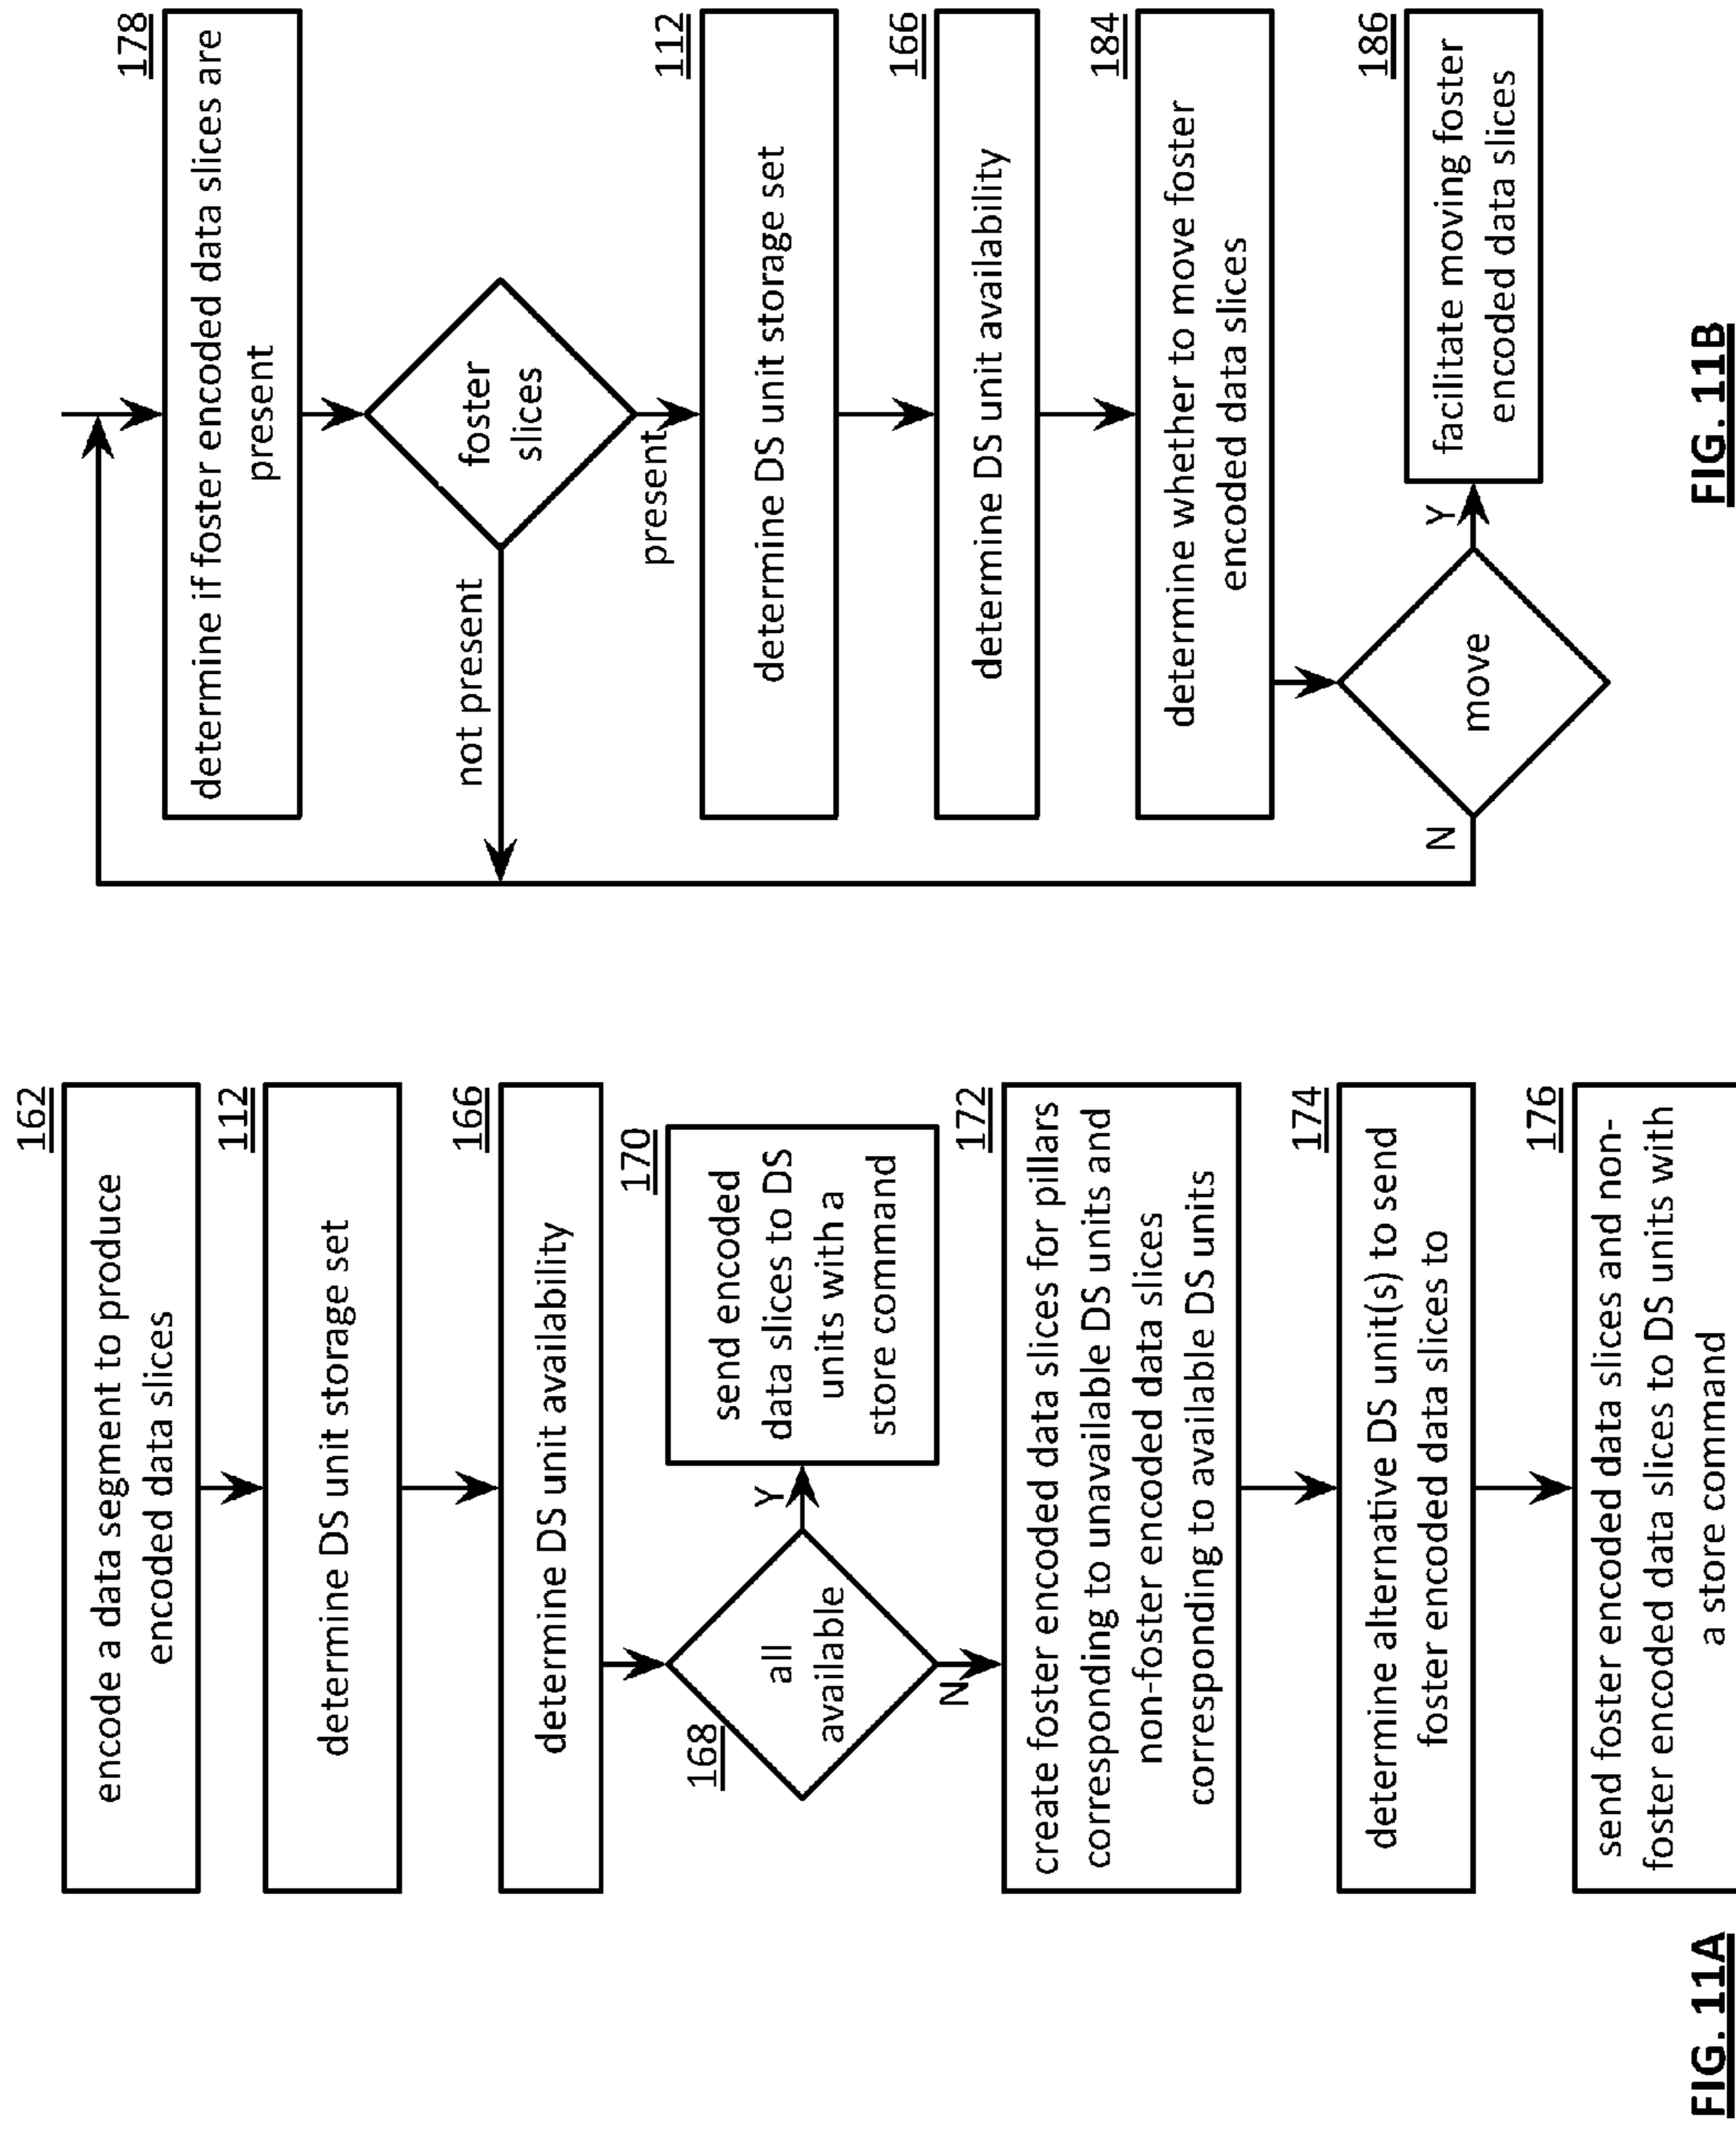 162
encode a data segment to produce
encoded data slices
112
determine DS unit storage set
166
determine DS unit availability
168
all
available
Y
170
send encoded
data slices to DS
units with a
store command
N
172
create foster encoded data slices for pillars
corresponding to unavailable DS units and
non-foster encoded data slices
corresponding to available DS units
174
determine alternative DS unit(s) to send
foster encoded data slices to
176
send foster encoded data slices and non-
foster encoded data slices to DS units with
a store command
FIG. 11A
178
determine if foster encoded data slices are
present
foster
slices
not present
present
112
determine DS unit storage set
166
determine DS unit availability
184
determine whether to move foster
encoded data slices
move
N
Y
186
facilitate moving foster
encoded data slices
FIG. 11B